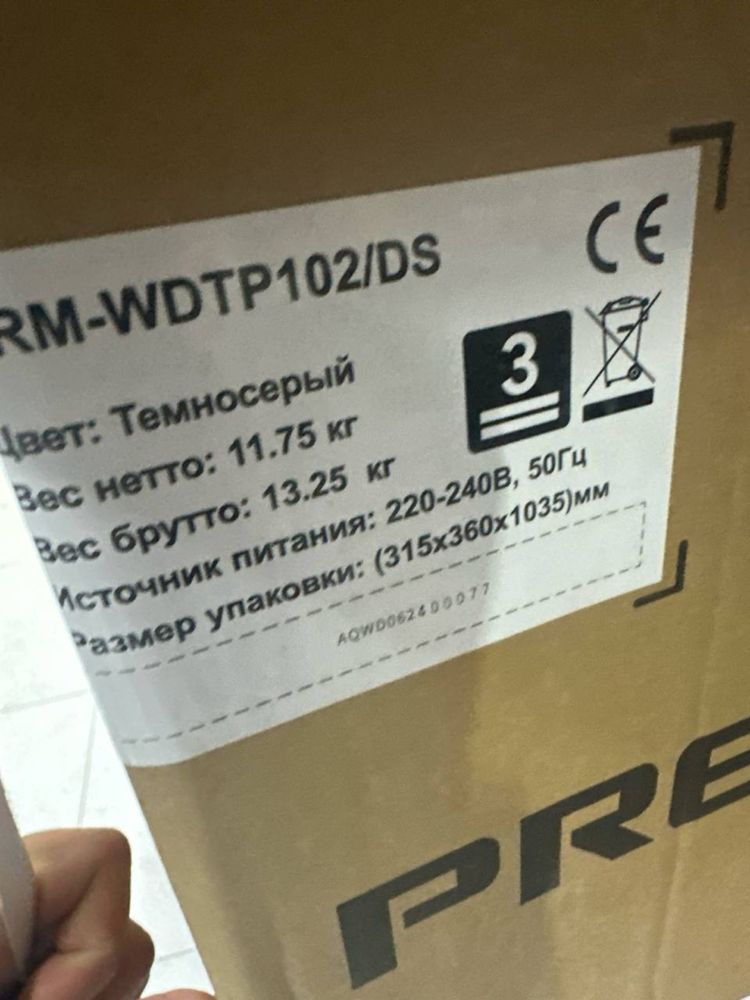 RM-WDTP102/DS
CE
3
Цвет: Темносерый
Вес нетто: 11.75 кг
Вес брутто: 13.25 кг
Источник питания: 220-240В, 50Гц
Размер упаковки: (315x360x1035)мм
AQWD062400077
PRE